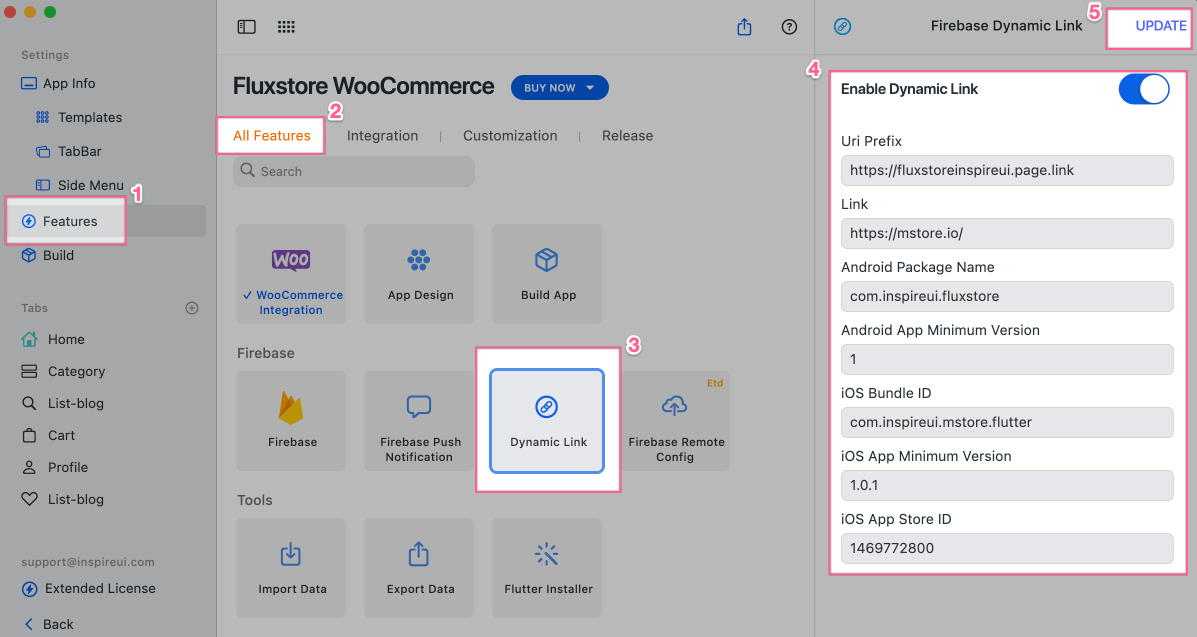 Settings
App Info
Templates
TabBar
Side Menu
1
Features
Build
Tabs
Home
Category
List-blog
Cart
Profile
List-blog
support@inspireui.com
Extended License
Back
Fluxstore WooCommerce
BUY NOW
2
All Features
Integration
Customization
Release
Search
WOO
WooCommerce
Integration
App Design
Build App
Firebase
3
Firebase
Firebase Push
Notification
Dynamic Link
Etd
Firebase Remote
Config
Tools
Import Data
Export Data
Flutter Installer
Firebase Dynamic Link
5
UPDATE
4
Enable Dynamic Link
Uri Prefix
https://fluxstoreinspireui.page.link
Link
https://mstore.io/
Android Package Name
com.inspireui.fluxstore
Android App Minimum Version
1
iOS Bundle ID
com.inspireui.mstore.flutter
iOS App Minimum Version
1.0.1
iOS App Store ID
1469772800